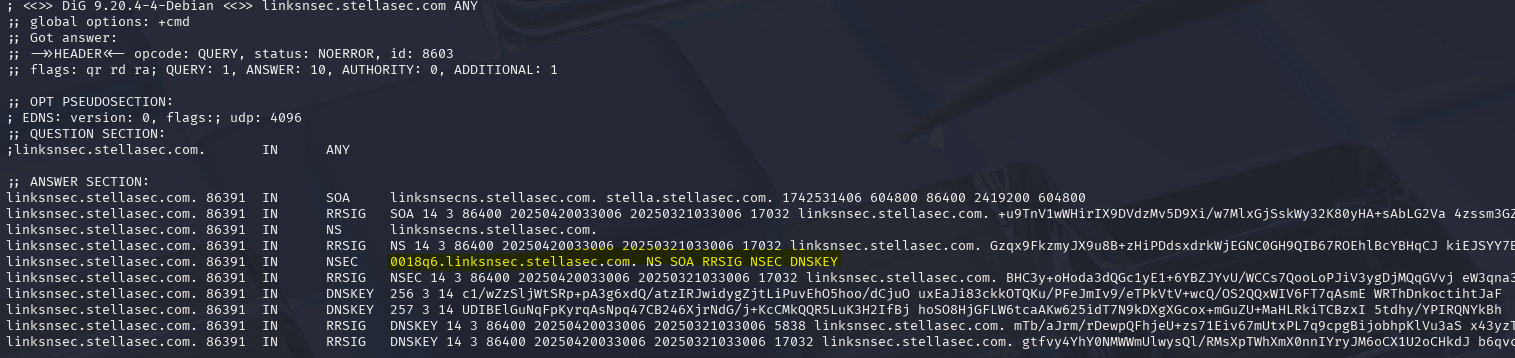 ; <<>> DiG 9.20.4-4-Debian <<>> linksnsec.stellasec.com ANY
;; global options: +cmd
;; Got answer:
;; ->>HEADER<<- opcode: QUERY, status: NOERROR, id: 8603
;; flags: qr rd ra; QUERY: 1, ANSWER: 10, AUTHORITY: 0, ADDITIONAL: 1
;; OPT PSEUDOSECTION:
; EDNS: version: 0, flags:; udp: 4096
;; QUESTION SECTION:
;linksnsec.stellasec.com. IN ANY
;; ANSWER SECTION:
linksnsec.stellasec.com. 86391 IN SOA linksnsecns.stellasec.com. stella.stellasec.com. 1742531406 604800 86400 2419200 604800
linksnsec.stellasec.com. 86391 IN RRSIG SOA 14 3 86400 20250420033006 20250321033006 17032 linksnsec.stellasec.com. +u9TnV1wWHirIX9DVdzMv5D9Xi/w7MlxGjSskWy32K80yHA+sAbLG2Va 4zssm3GZ
linksnsec.stellasec.com. 86391 IN NS linksnsecns.stellasec.com.
linksnsec.stellasec.com. 86391 IN RRSIG NS 14 3 86400 20250420033006 20250321033006 17032 linksnsec.stellasec.com. Gzqx9FkzmyJX9u8B+zHiPDdsxdrkWjEGNC0GH9QIB67ROEhlBcYBHqCJ kiEJSYY7E
linksnsec.stellasec.com. 86391 IN NSEC 0018q6.linksnsec.stellasec.com. NS SOA RRSIG NSEC DNSKEY
linksnsec.stellasec.com. 86391 IN RRSIG NSEC 14 3 86400 20250420033006 20250321033006 17032 linksnsec.stellasec.com. BHC3y+oHoda3dQGc1yE1+6YBZJYvU/WCCs7QooLoPJiV3ygDjMQqGVvj eW3qna3
linksnsec.stellasec.com. 86391 IN DNSKEY 256 3 14 c1/wZzSljWtSRp+pA3g6xdQ/atzIRJwidygZjtLiPuvEhO5hoo/dCjuO uxEaJi83ckkOTQKu/PFeJmIv9/eTPkVtV+wcQ/OS2QQxWIV6FT7qAsmE WRThDnkoctihtJaF
linksnsec.stellasec.com. 86391 IN DNSKEY 257 3 14 UDIBElGuNqFpKyrqAsNpq47CB246XjrNdG/j+KcCMkQQR5LuK3H2IfBj hoSO8HjGFLW6tcaAKw625idT7N9kDXgXGcox+mGuZU+MaHLRkiTCBzxI 5tdhy/YPIRQNYkBh
linksnsec.stellasec.com. 86391 IN RRSIG DNSKEY 14 3 86400 20250420033006 20250321033006 5838 linksnsec.stellasec.com. mTb/aJrm/rDewpQFhjeU+zs71Eiv67mUtxPL7q9cpgBijobhpKlVu3aS x43yzT
linksnsec.stellasec.com. 86391 IN RRSIG DNSKEY 14 3 86400 20250420033006 20250321033006 17032 linksnsec.stellasec.com. gtfvy4YhY0NMWWmUlwysQl/RMsXpTWhXmX0nnIYryJM6oCX1U2oCHkdJ b6qvc